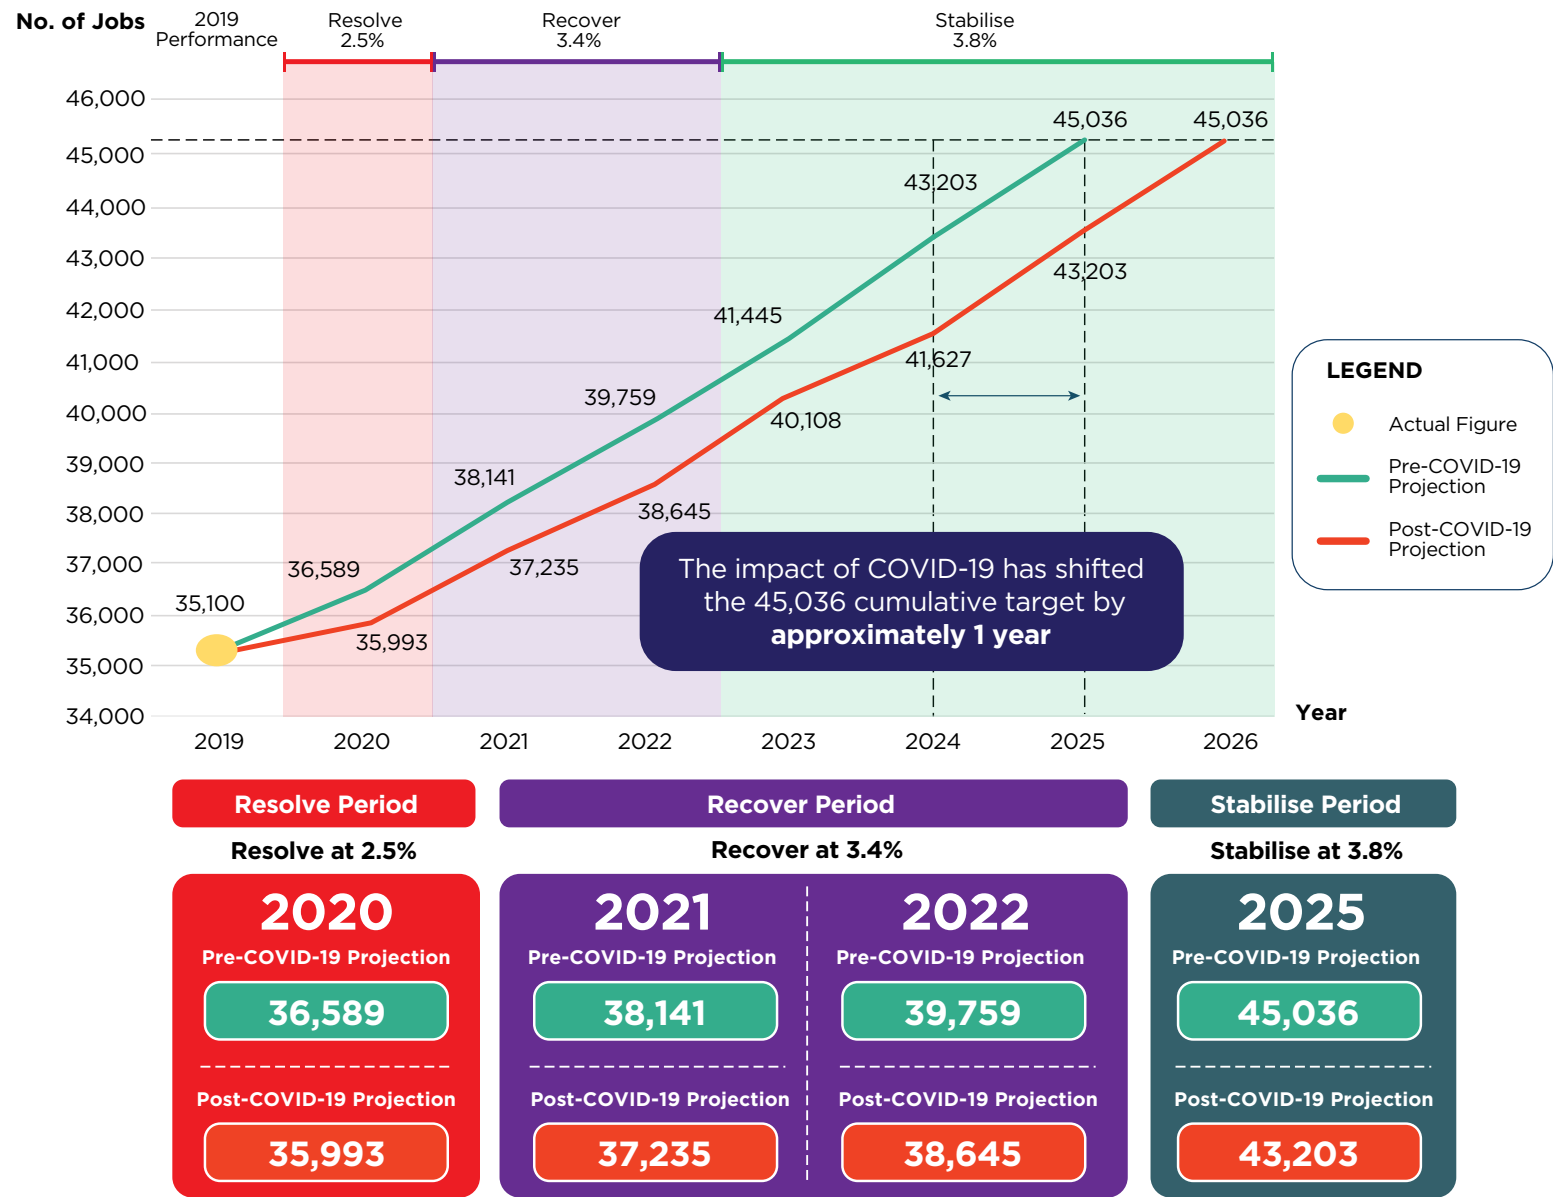 No. of Jobs
2019
Performance
Resolve
2.5%
Recover
3.4%
Stabilise
3.8%
46,000
45,000
44,000
43,000
42,000
41,000
40,000
39,000
38,000
37,000
36,000
35,000
34,000
35,100
36,589
38,141
39,759
41,445
43,203
45,036
45,036
35,993
37,235
38,645
40,108
41,627
43,203
The impact of COVID-19 has shifted
the 45,036 cumulative target by
approximately 1 year
LEGEND
Actual Figure
Pre-COVID-19
Projection
Post-COVID-19
Projection
Year
2019
2020
2021
2022
2023
2024
2025
2026
Resolve Period
Resolve at 2.5%
2020
Pre-COVID-19 Projection
36,589
Post-COVID-19 Projection
35,993
Recover Period
Recover at 3.4%
2021
Pre-COVID-19 Projection
38,141
Post-COVID-19 Projection
37,235
2022
Pre-COVID-19 Projection
39,759
Post-COVID-19 Projection
38,645
Stabilise Period
Stabilise at 3.8%
2025
Pre-COVID-19 Projection
45,036
Post-COVID-19 Projection
43,203